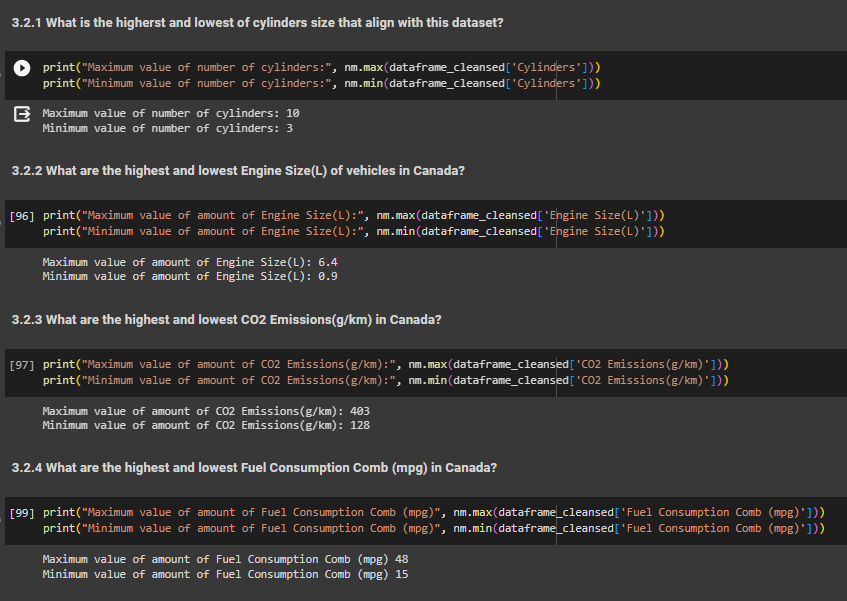 3.2.1 What is the higherst and lowest of cylinders size that align with this dataset?
print("Maximum value of number of cylinders:", nm.max(dataframe_cleansed['Cylinders']))
print("Minimum value of number of cylinders:", nm.min(dataframe_cleansed['Cylinders']))
Maximum value of number of cylinders: 10
Minimum value of number of cylinders: 3
3.2.2 What are the highest and lowest Engine Size(L) of vehicles in Canada?
[96] print("Maximum value of amount of Engine Size(L):", nm.max(dataframe_cleansed['Engine Size(L)']))
print("Minimum value of amount of Engine Size(L):", nm.min(dataframe_cleansed['Engine Size(L)']))
Maximum value of amount of Engine Size(L): 6.4
Minimum value of amount of Engine Size(L): 0.9
3.2.3 What are the highest and lowest CO2 Emissions(g/km) in Canada?
[97] print("Maximum value of amount of CO2 Emissions(g/km):", nm.max(dataframe_cleansed['CO2 Emissions(g/km)']))
print("Minimum value of amount of CO2 Emissions(g/km):", nm.min(dataframe_cleansed['CO2 Emissions(g/km)']))
Maximum value of amount of CO2 Emissions(g/km): 403
Minimum value of amount of CO2 Emissions(g/km): 128
3.2.4 What are the highest and lowest Fuel Consumption Comb (mpg) in Canada?
[99] print("Maximum value of amount of Fuel Consumption Comb (mpg)", nm.max(dataframe_cleansed['Fuel Consumption Comb (mpg)']))
print("Minimum value of amount of Fuel Consumption Comb (mpg)", nm.min(dataframe_cleansed['Fuel Consumption Comb (mpg)']))
Maximum value of amount of Fuel Consumption Comb (mpg) 48
Minimum value of amount of Fuel Consumption Comb (mpg) 15